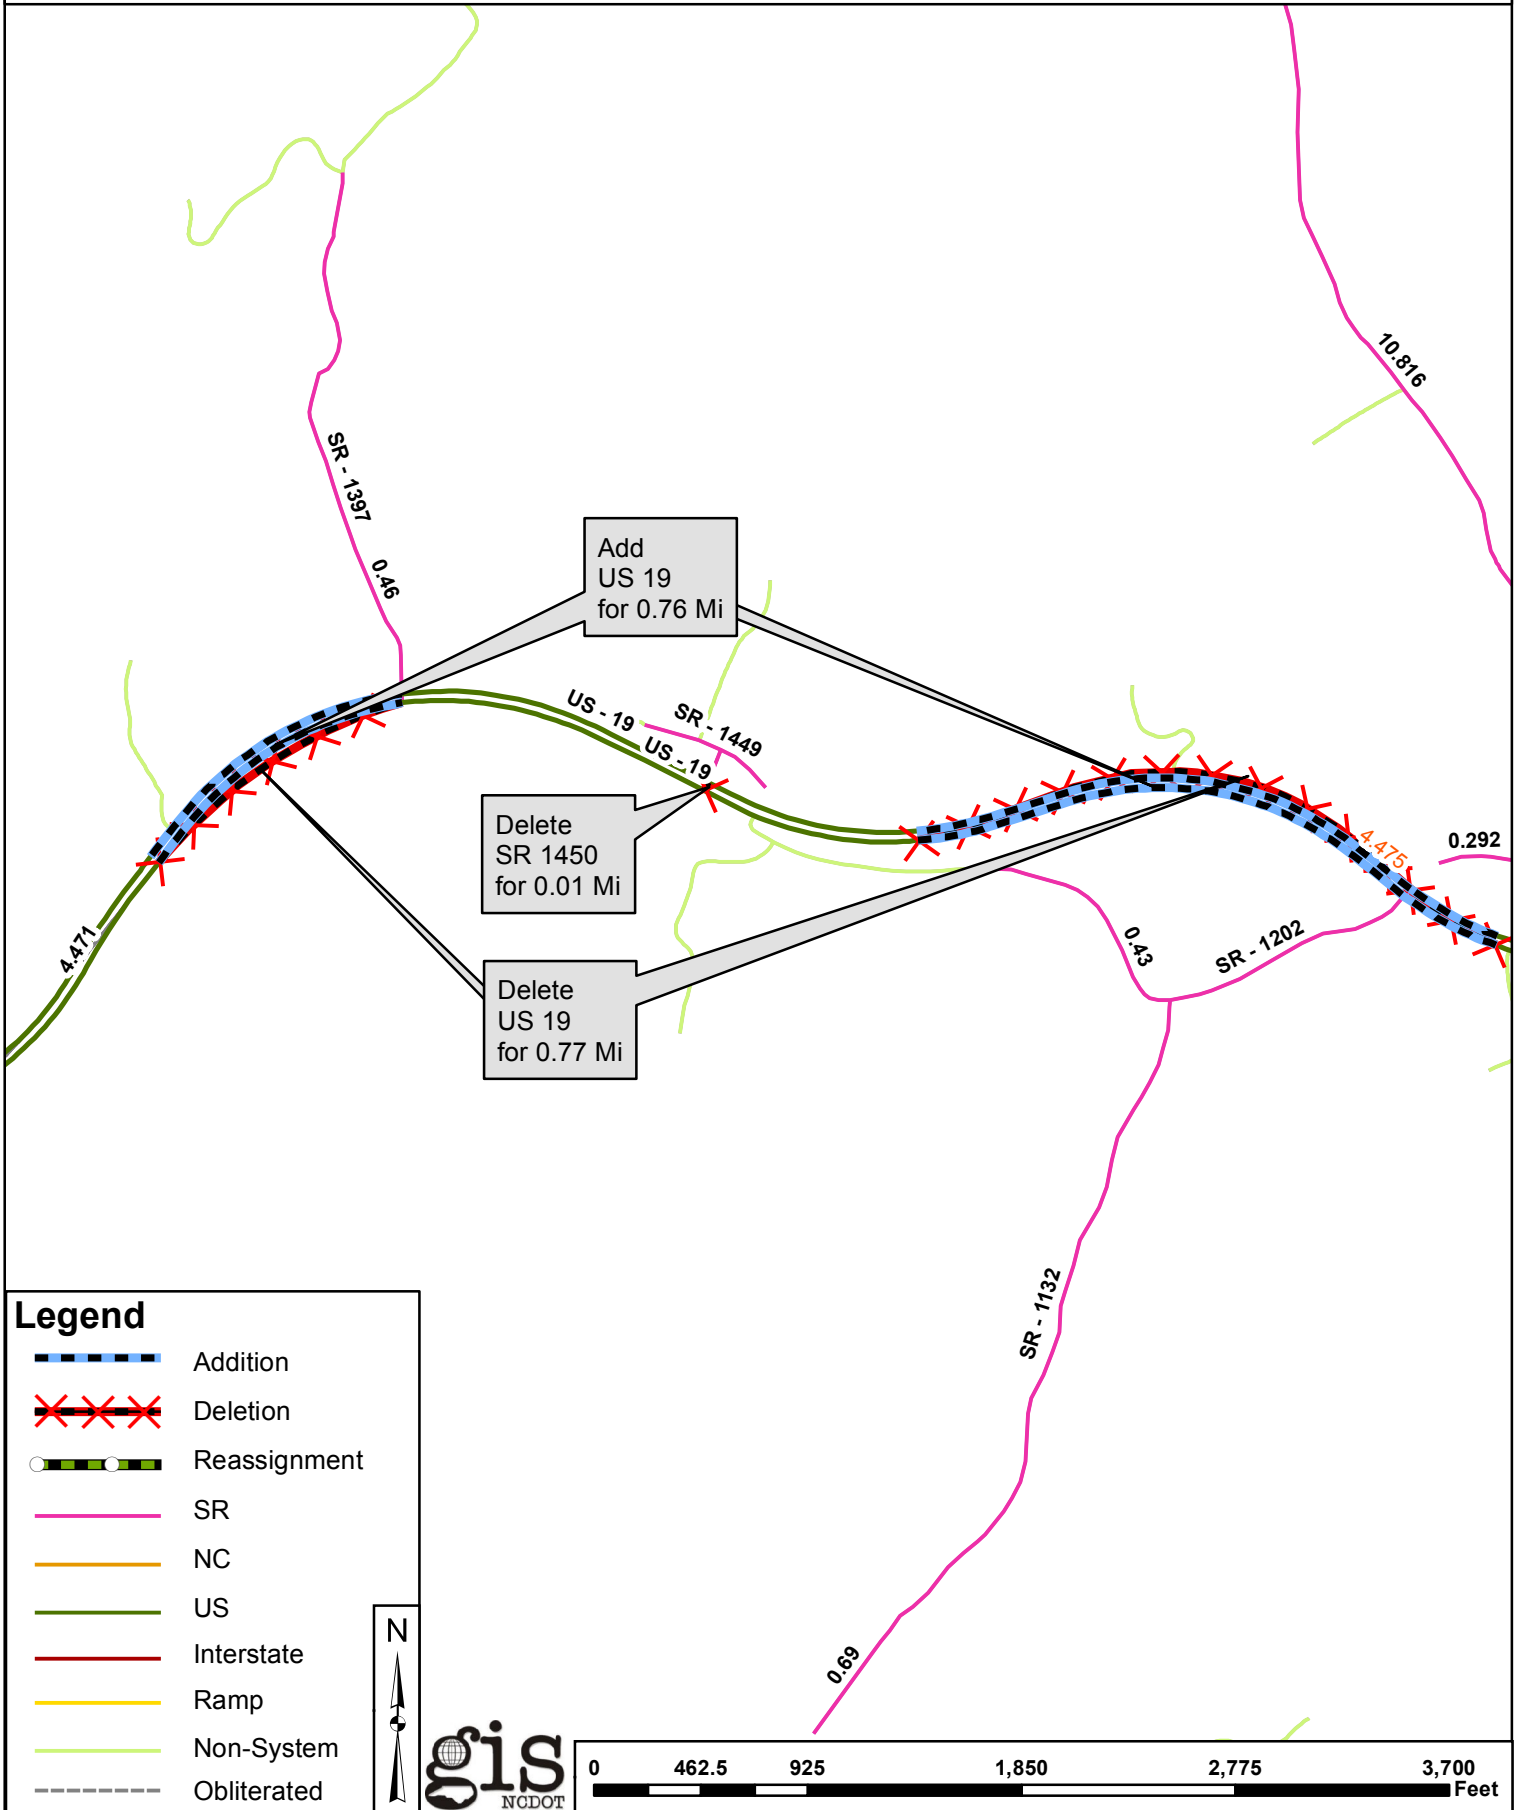 10.816
SR - 1397
0.46
Add
US 19
for 0.76 Mi
US - 19
SR - 1449
US - 19
Delete
SR 1450
for 0.01 Mi
4.475
0.292
4.471
0.43
SR - 1202
Delete
US 19
for 0.77 Mi
SR - 1132
0.69
Legend
Addition
Deletion
Reassignment
SR
NC
US
Interstate
Ramp
Non-System
Obliterated
N
gis
NCDOT
0 462.5 925 1,850 2,775 3,700
Feet